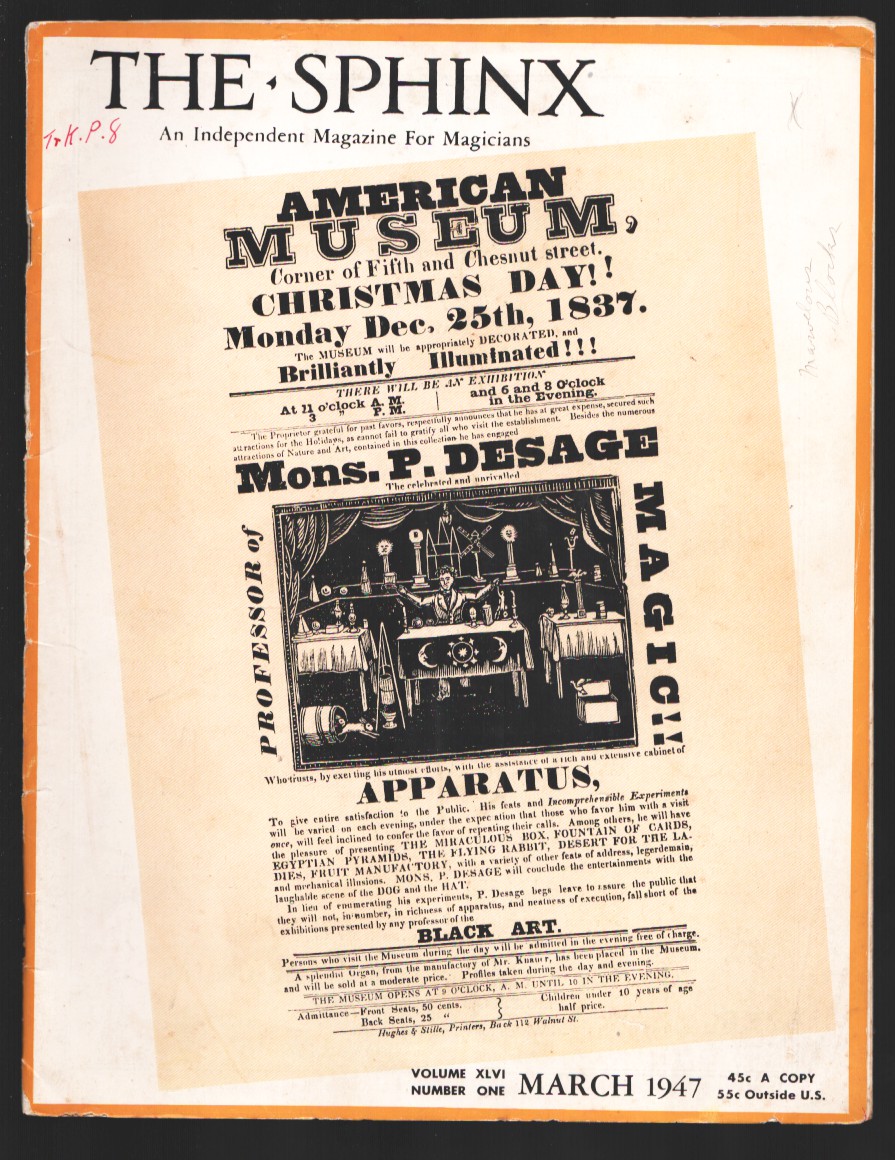 THE·SPHINX
Tr K.P.8
An Independent Magazine For Magicians
AMERICAN
MUSEUM,
Corner of Fifth and Chesnut street.
CHRISTMAS DAY!!
Monday Dec. 25th, 1837.
The MUSEUM will be appropriately DECORATED, and
Brilliantly Illuminated!!!
THERE WILL BE AN EXHIBITION
At 11 o'clock A. M.
3 " P. M.
and 6 and 8 O'clock
in the Evening.
The Proprietor grateful for past favors, respectfully announces that he has at great expense, secured such
attractions for the Holidays, as cannot fail to gratify all who visit the establishment. Besides the numerous
attractions of Nature and Art, contained in this collection he has engaged
Mons. P. DESAGE
The celebrated and unrivalled
PROFESSOR of
MAGIC!!
Who trusts, by exerting his utmost efforts, with the assistance of a rich and extensive cabinet of
APPARATUS,
To give entire satisfaction to the Public. His feats and Incomprehensible Experiments
will be varied on each evening, under the expectation that those who favor him with a visit
once, will feel inclined to confer the favor of repeating their calls. Among others, he will have
the pleasure of presenting THE MIRACULOUS BOX, FOUNTAIN OF CARDS,
EGYPTIAN PYRAMIDS, THE FLYING RABBIT, DESERT FOR THE LA-
DIES, FRUIT MANUFACTORY, with a variety of other feats of address, legerdemain,
and mechanical illusions. MONS. P. DESAGE will conclude the entertainments with the
laughable scene of the DOG and the HAT.
In lieu of enumerating his experiments, P. Desage begs leave to assure the public that
they will not, in number, in richness of apparatus, and neatness of execution, fall short of the
exhibitions presented by any professor of the
BLACK ART.
Persons who visit the Museum during the day will be admitted in the evening free of charge.
A splendid Organ, from the manufactory of Mr. Knauff, has been placed in the Museum,
and will be sold at a moderate price. Profiles taken during the day and evening.
THE MUSEUM OPENS AT 9 O'CLOCK, A. M. UNTIL 10 IN THE EVENING.
Admittance—Front Seats, 50 cents.
Back Seats, 25 "
Children under 10 years of age
half price.
Hughes & Stille, Printers, Back 112 Walnut St.
Marvelous
Blocks
VOLUME XLVI
NUMBER ONE
MARCH 1947
45c A COPY
55c Outside U.S.